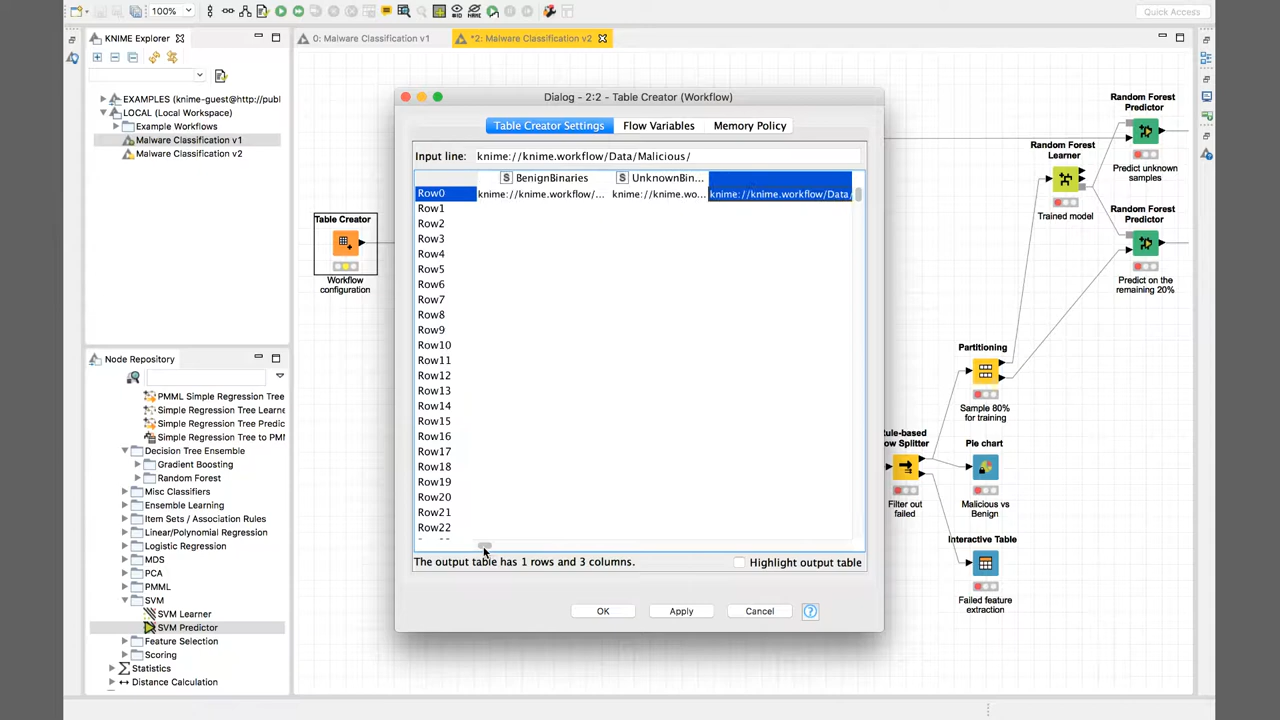 100%
Quick Access
KNIME Explorer
0: Malware Classification v1
*2: Malware Classification v2
EXAMPLES (knime-guest@http://publ
LOCAL (Local Workspace)
Example Workflows
Malware Classification v1
Malware Classification v2
Dialog - 2:2 - Table Creator (Workflow)
Table Creator Settings
Flow Variables
Memory Policy
Input line:
knime://knime.workflow/Data/Malicious/
S BenignBinaries
S UnknownBin...
Row0
knime://knime.workflow/...
knime://knime.wo...
knime://knime.workflow/Data/
Row1
Row2
Row3
Row4
Row5
Row6
Row7
Row8
Row9
Row10
Row11
Row12
Row13
Row14
Row15
Row16
Row17
Row18
Row19
Row20
Row21
Row22
The output table has 1 rows and 3 columns.
Highlight output table
OK
Apply
Cancel
?
Table Creator
Workflow
configuration
Random Forest
Predictor
Predict unknown
samples
Random Forest
Learner
Trained model
Random Forest
Predictor
Predict on the
remaining 20%
Partitioning
Sample 80%
for training
Rule-based
Row Splitter
Filter out
failed
Pie chart
Malicious vs
Benign
Interactive Table
Failed feature
extraction
Node Repository
PMML Simple Regression Tree
Simple Regression Tree Learne
Simple Regression Tree Predic
Simple Regression Tree to PMM
Decision Tree Ensemble
Gradient Boosting
Random Forest
Misc Classifiers
Ensemble Learning
Item Sets / Association Rules
Linear/Polynomial Regression
Logistic Regression
MDS
PCA
PMML
SVM
SVM Learner
SVM Predictor
Feature Selection
Scoring
Statistics
Distance Calculation